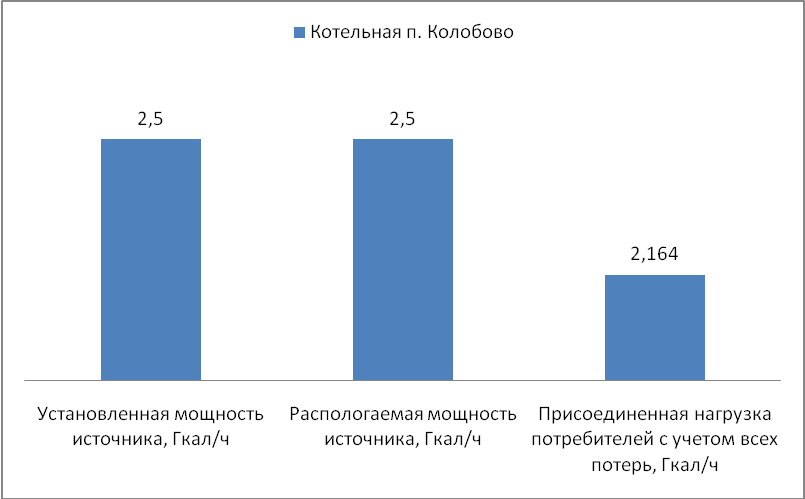 Котельная п. Колобово
2,5
2,5
2,164
Установленная мощность
источника, Гкал/ч
Распологаемая мощность
источника, Гкал/ч
Присоединенная нагрузка
потребителей с учетом всех
потерь, Гкал/ч